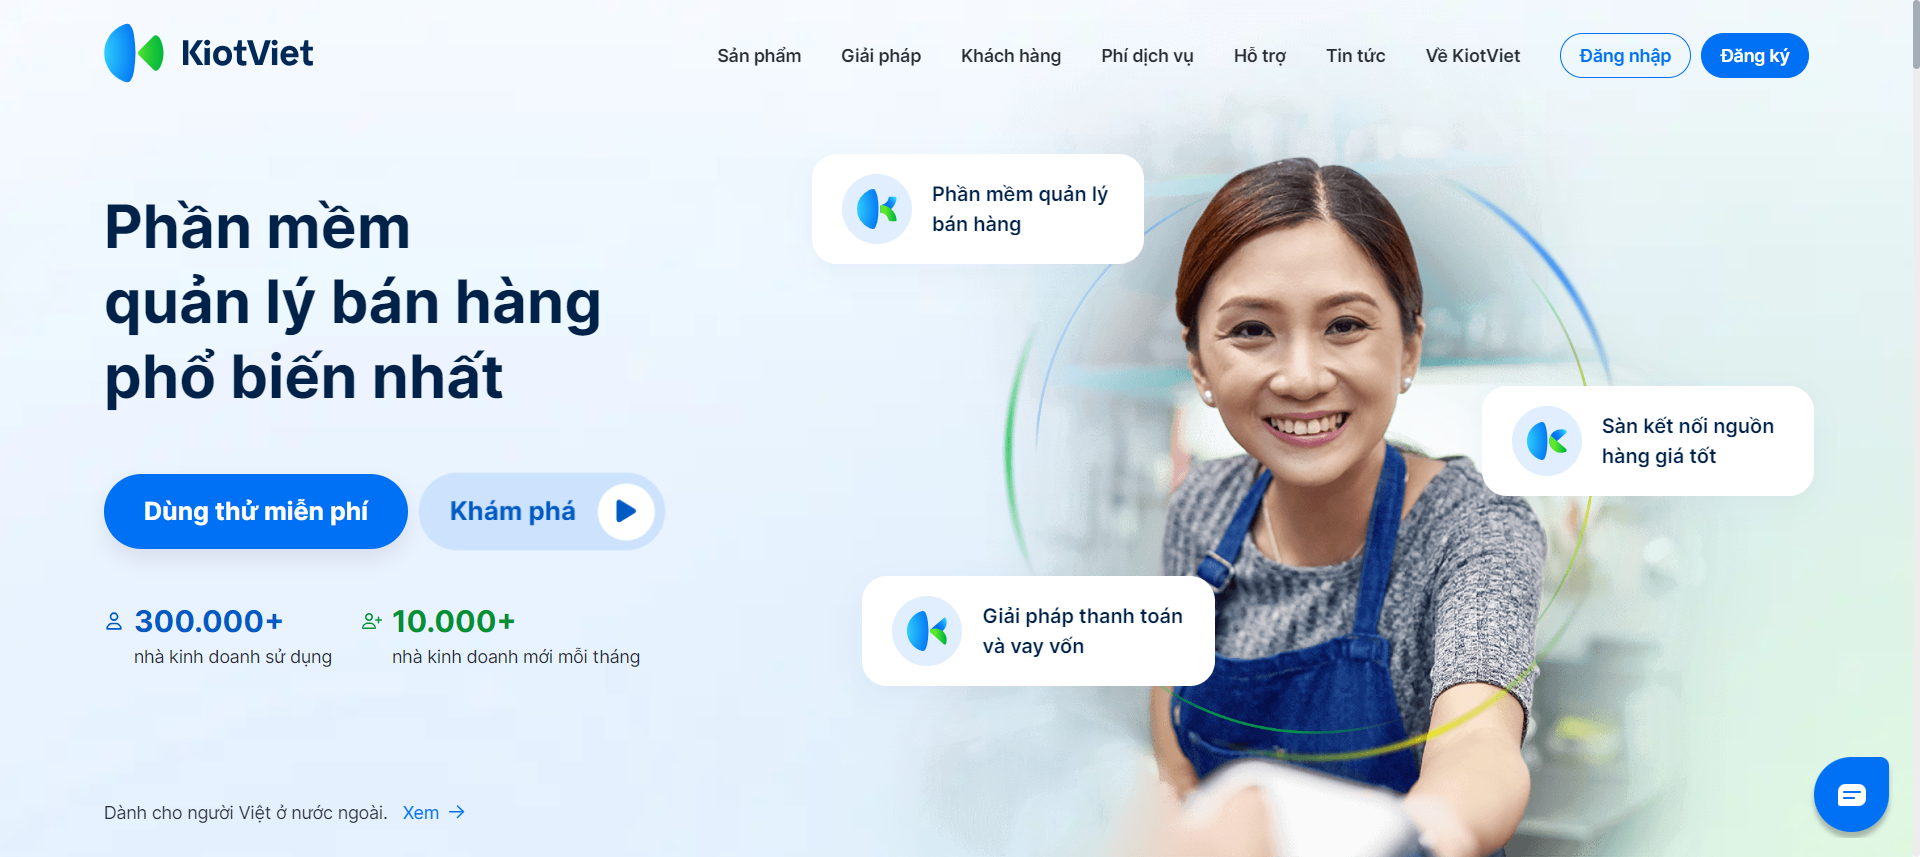 KiotViet
Sản phẩm
Giải pháp
Khách hàng
Phí dịch vụ
Hỗ trợ
Tin tức
Về KiotViet
Đăng nhập
Đăng ký
Phần mềm
quản lý bán hàng
phổ biến nhất
Dùng thử miễn phí
Khám phá
300.000+
nhà kinh doanh sử dụng
10.000+
nhà kinh doanh mới mỗi tháng
Dành cho người Việt ở nước ngoài. Xem →
Phần mềm quản lý
bán hàng
Sàn kết nối nguồn
hàng giá tốt
Giải pháp thanh toán
và vay vốn